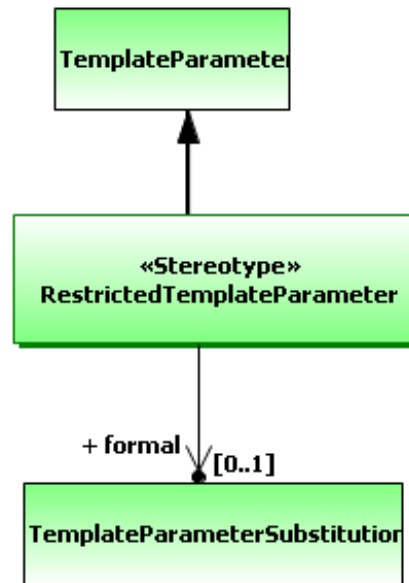 TemplateParameter
«Stereotype»
RestrictedTemplateParameter
+ formal
[0..1]
TemplateParameterSubstitution